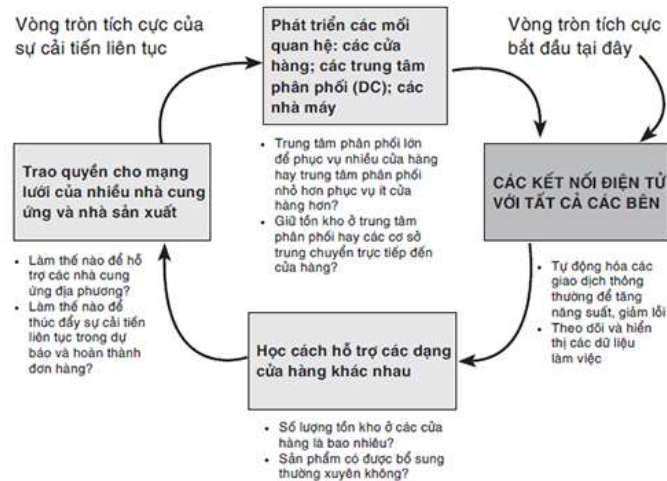 Vòng tròn tích cực của
sự cải tiến liên tục
Phát triển các mối
quan hệ: các cửa
hàng; các trung tâm
phân phối (DC); các
nhà máy
Vòng tròn tích cực
bắt đầu tại đây
• Trung tâm phân phối lớn
để phục vụ nhiều cửa hàng
hay trung tâm phân phối
nhỏ hơn phục vụ ít cửa
hàng hơn?
• Giữ tồn kho ở trung tâm
phân phối hay các cơ sở
trung chuyển trực tiếp đến
cửa hàng?
Trao quyền cho mạng
lưới của nhiều nhà cung
ứng và nhà sản xuất
CÁC KẾT NỐI ĐIỆN TỬ
VỚI TẤT CẢ CÁC BÊN
• Làm thế nào để hỗ
trợ các nhà cung
ứng địa phương?
• Làm thế nào để
thúc đẩy sự cải tiến
liên tục trong dự
báo và hoàn thành
đơn hàng?
• Tự động hóa các
giao dịch thông
thường để tăng
năng suất, giảm lỗi
• Theo dõi và hiển
thị các dữ liệu
làm việc
Học cách hỗ trợ các dạng
cửa hàng khác nhau
• Số lượng tồn kho ở các cửa
hàng là bao nhiêu?
• Sản phẩm có được bổ sung
thường xuyên không?